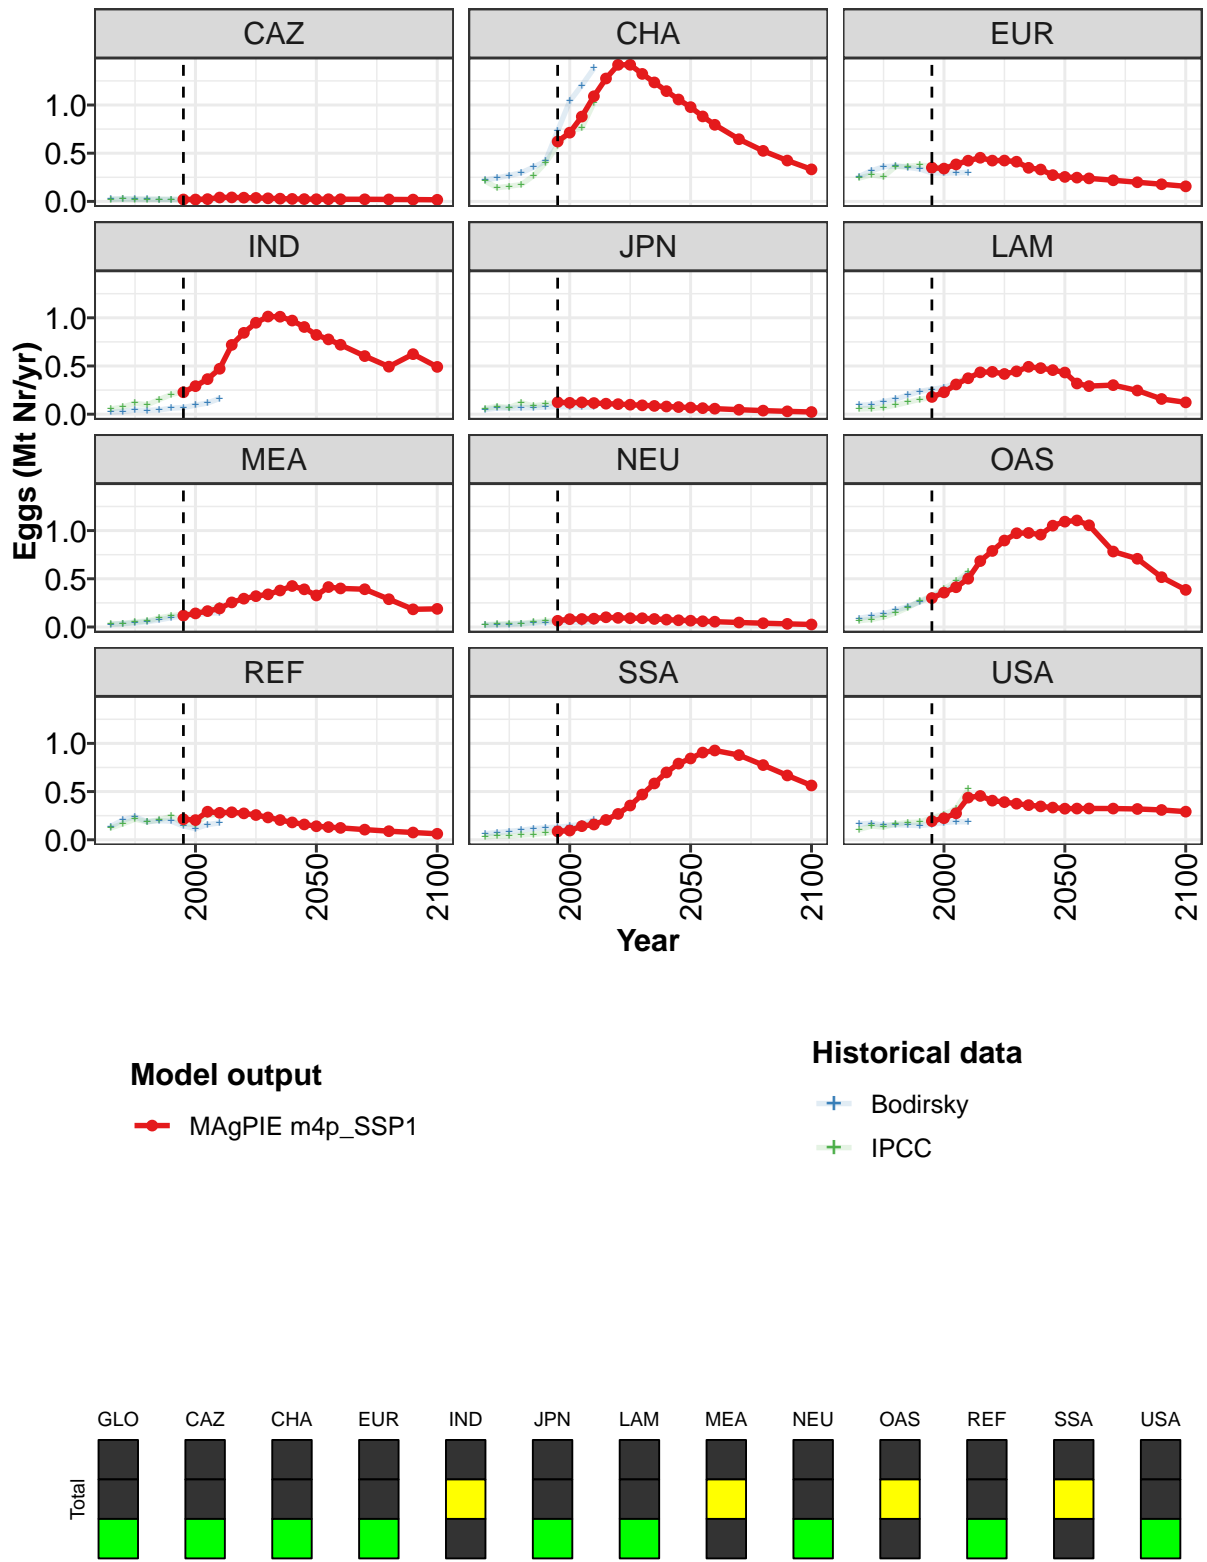 CAZ CHA EUR
1.0
0.5
0.0
IND JPN LAM
1.0
0.5
0.0
MEA NEU OAS
1.0
0.5
0.0
REF SSA USA
1.0
0.5
0.0
Eggs (Mt Nr/yr)
2000 2050 2100 2000 2050 2100 2000 2050 2100
Year
Model output
MAgPIE m4p_SSP1
Historical data
Bodirsky
IPCC
GLO CAZ CHA EUR IND JPN LAM MEA NEU OAS REF SSA USA
Total